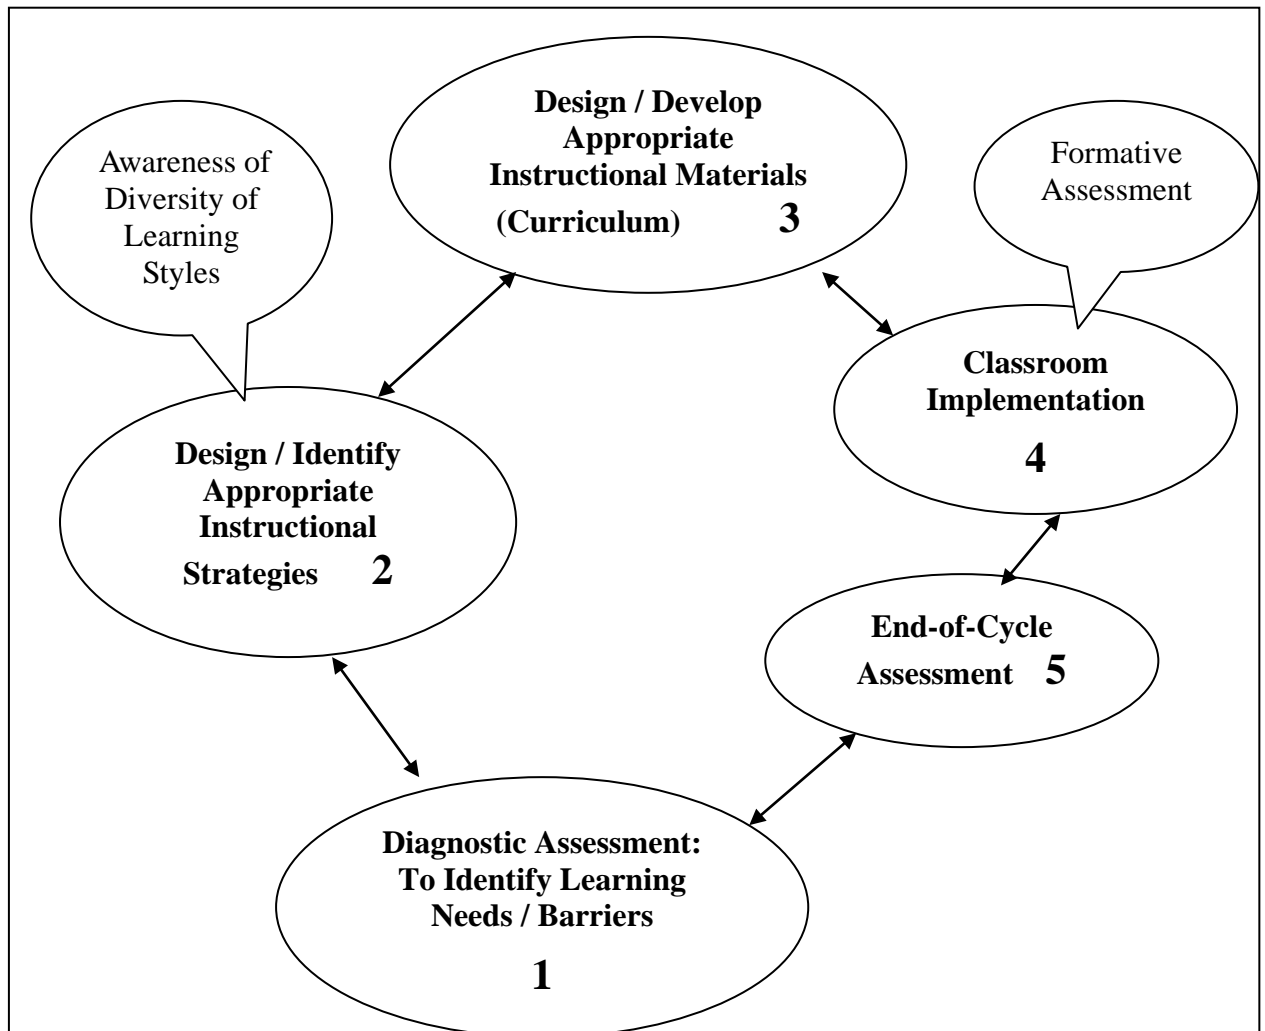 Design / Develop
Appropriate
Instructional Materials
(Curriculum) 3
Awareness of
Diversity of
Learning
Styles
Formative
Assessment
Classroom
Implementation
4
Design / Identify
Appropriate
Instructional
Strategies 2
End-of-Cycle
Assessment 5
Diagnostic Assessment:
To Identify Learning
Needs / Barriers
1